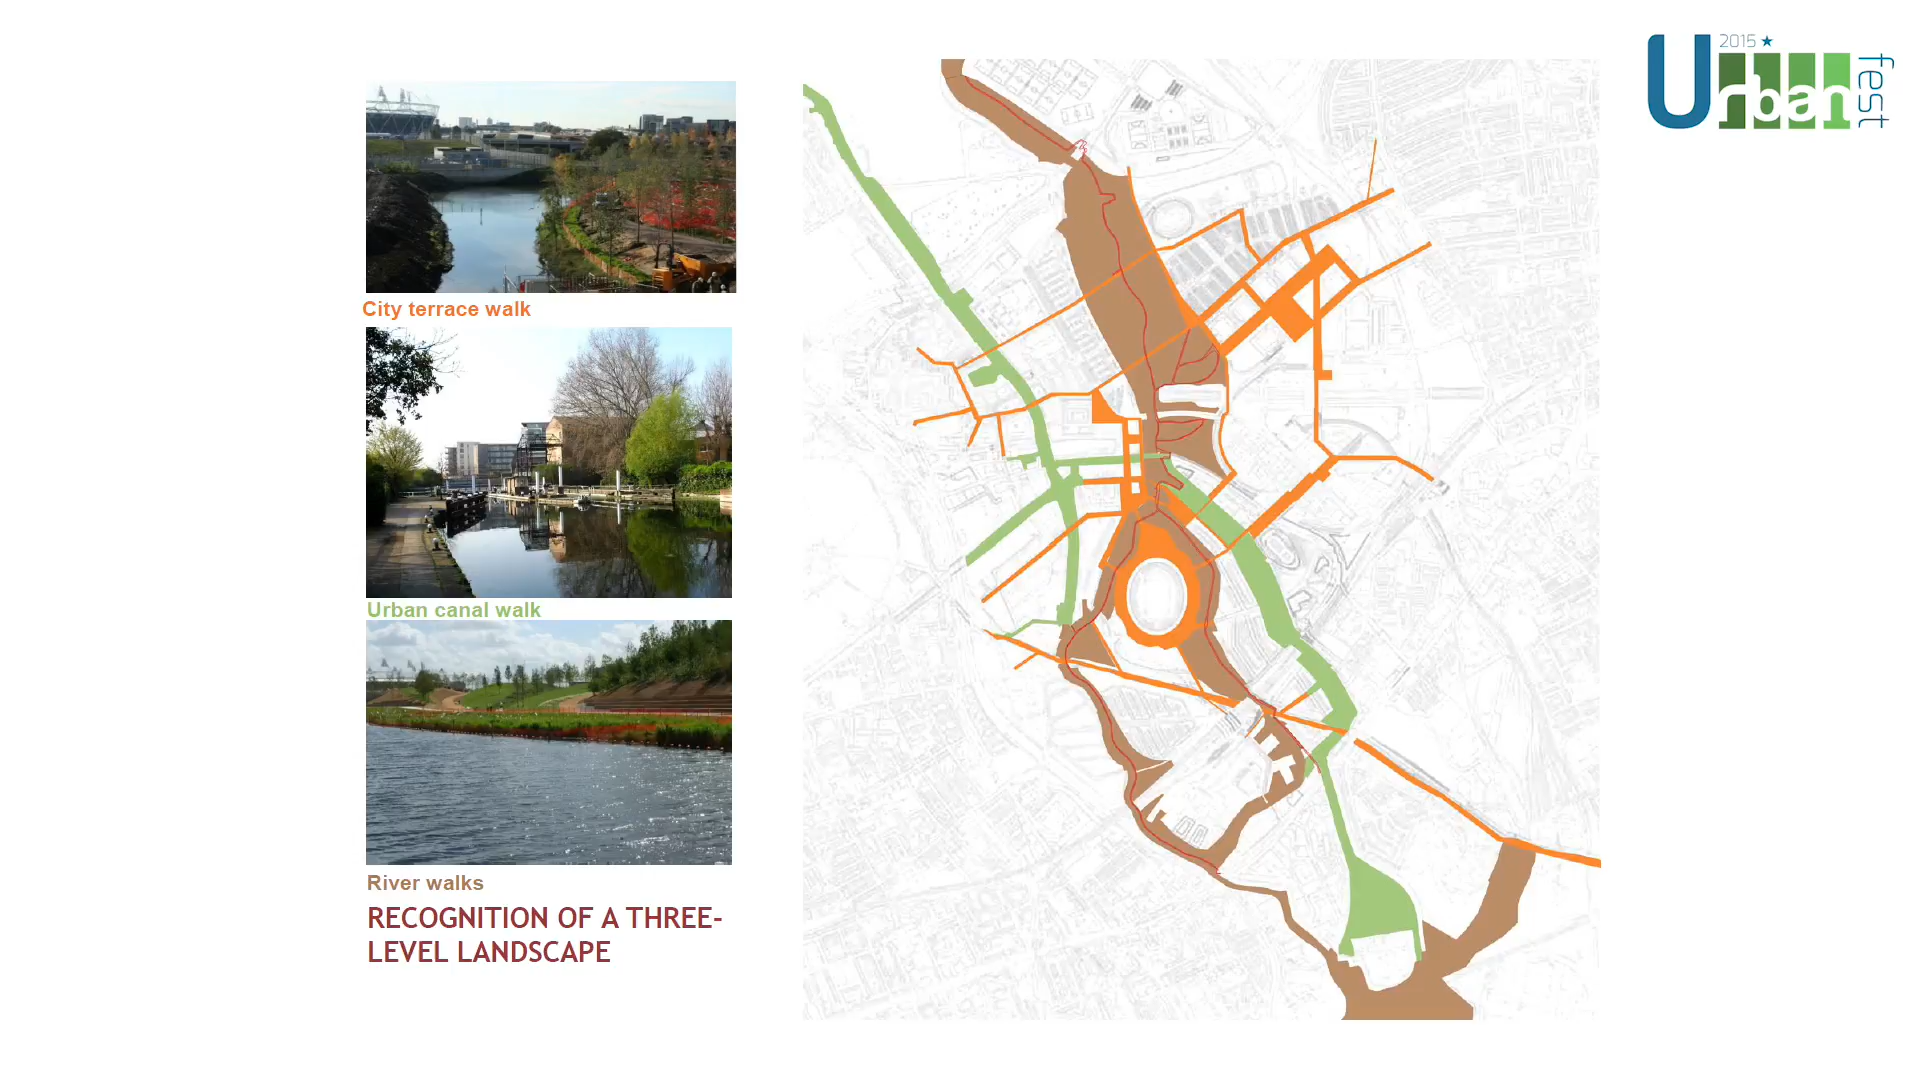 2015
Urban fest
City terrace walk
Urban canal walk
River walks
RECOGNITION OF A THREE-
LEVEL LANDSCAPE